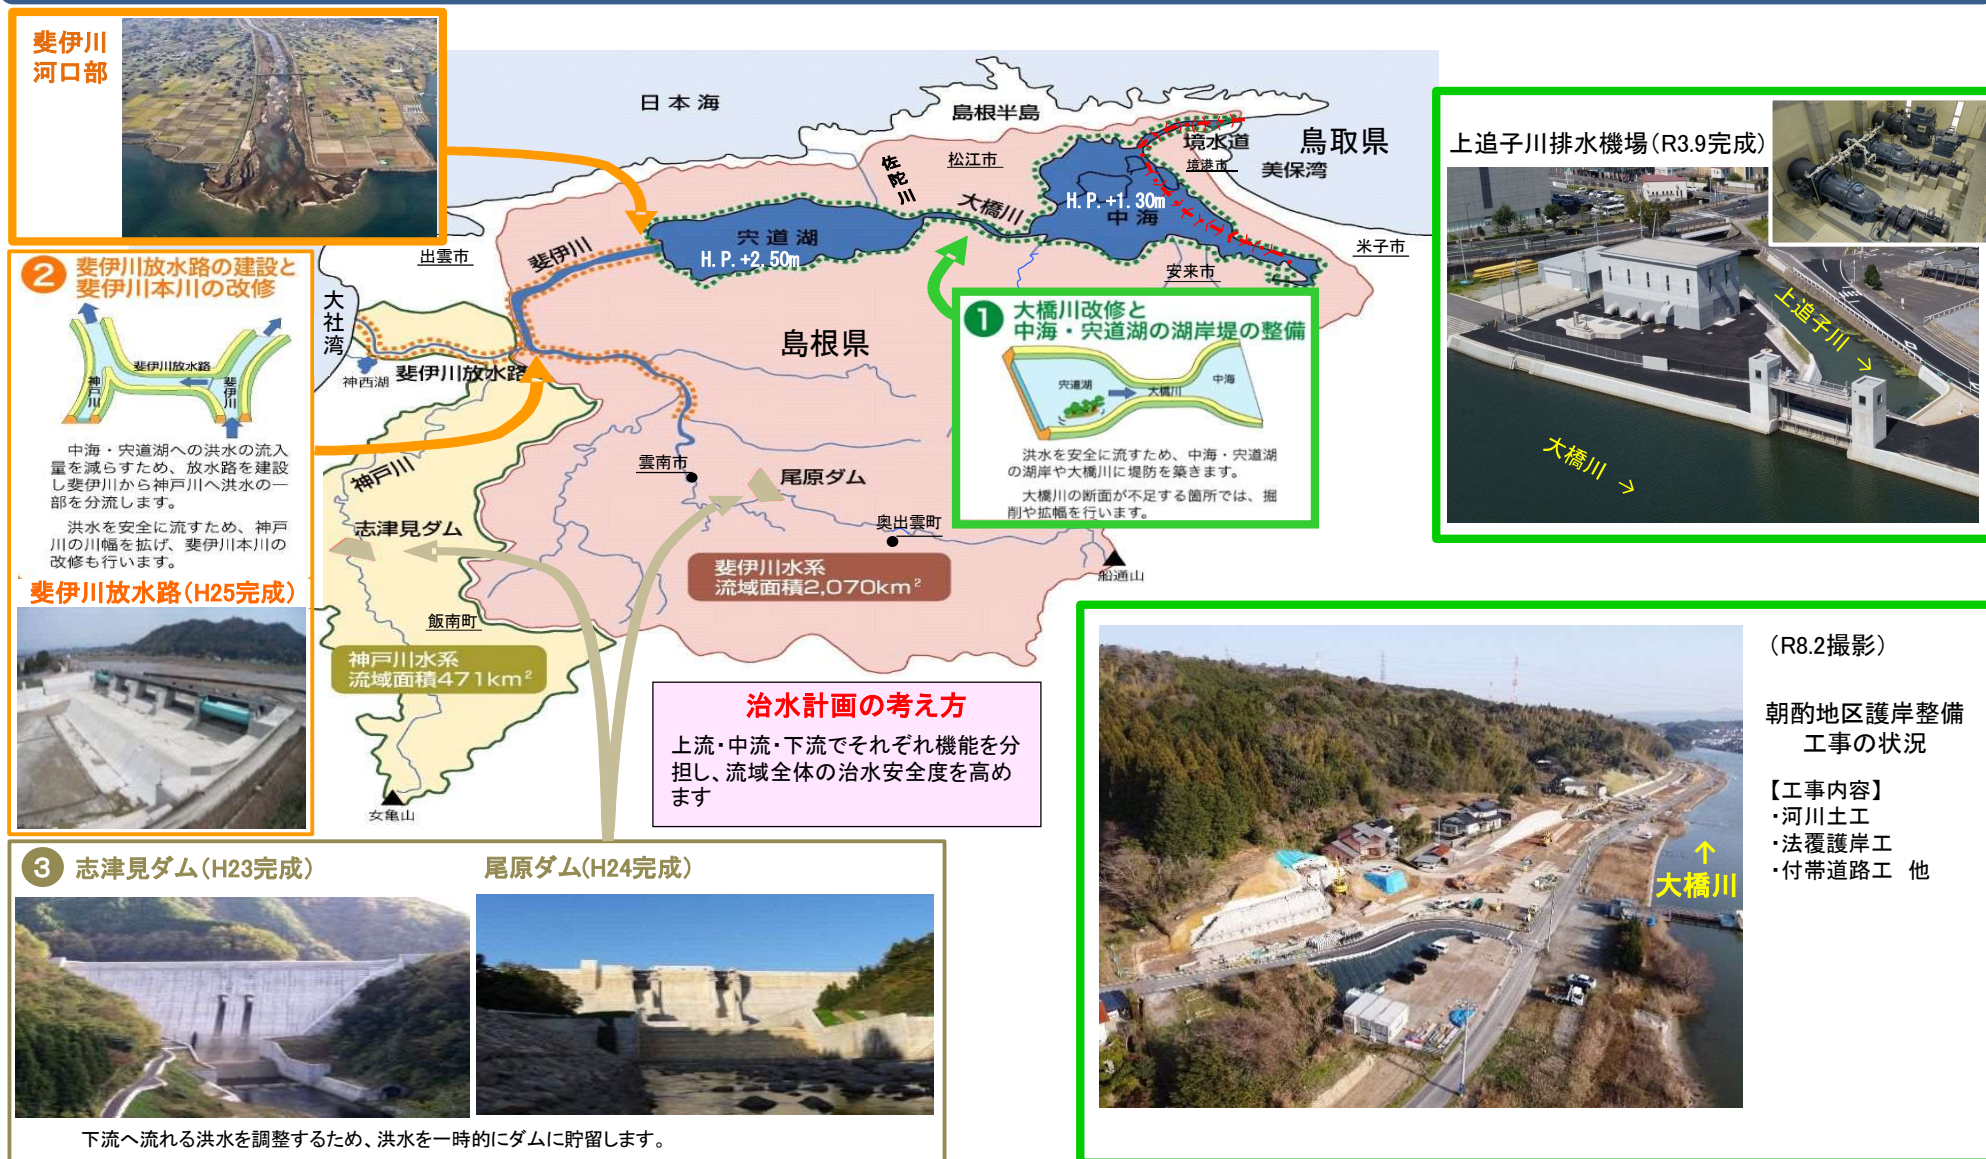 斐伊川
河口部
日本海
島根半島
鳥取県
境水道
境港市
美保湾
松江市
佐陀川
大橋川
H.P.+1.30m
中海
宍道湖
H.P.+2.50m
米子市
安来市
出雲市
斐伊川
大社湾
神西湖
斐伊川放水路
島根県
神戸川
雲南市
尾原ダム
志津見ダム
奥出雲町
船通山
斐伊川水系
流域面積2,070km²
飯南町
神戸川水系
流域面積471km²
女亀山
② 斐伊川放水路の建設と
斐伊川本川の改修
斐伊川放水路
神戸川
斐伊川
中海・宍道湖への洪水の流入
量を減らすため、放水路を建設
し斐伊川から神戸川へ洪水の一
部を分流します。
洪水を安全に流すため、神戸
川の川幅を拡げ、斐伊川本川の
改修も行います。
斐伊川放水路(H25完成)
① 大橋川改修と
中海・宍道湖の湖岸堤の整備
宍道湖
大橋川
中海
洪水を安全に流すため、中海・宍道湖
の湖岸や大橋川に堤防を築きます。
大橋川の断面が不足する箇所では、掘
削や拡幅を行います。
上追子川排水機場(R3.9完成)
上追子川 →
大橋川 →
治水計画の考え方
上流・中流・下流でそれぞれ機能を分
担し、流域全体の治水安全度を高め
ます
③ 志津見ダム(H23完成)
尾原ダム(H24完成)
下流へ流れる洪水を調整するため、洪水を一時的にダムに貯留します。
(R8.2撮影)
朝酌地区護岸整備
工事の状況
【工事内容】
・河川土工
・法覆護岸工
・付帯道路工 他
↑
大橋川